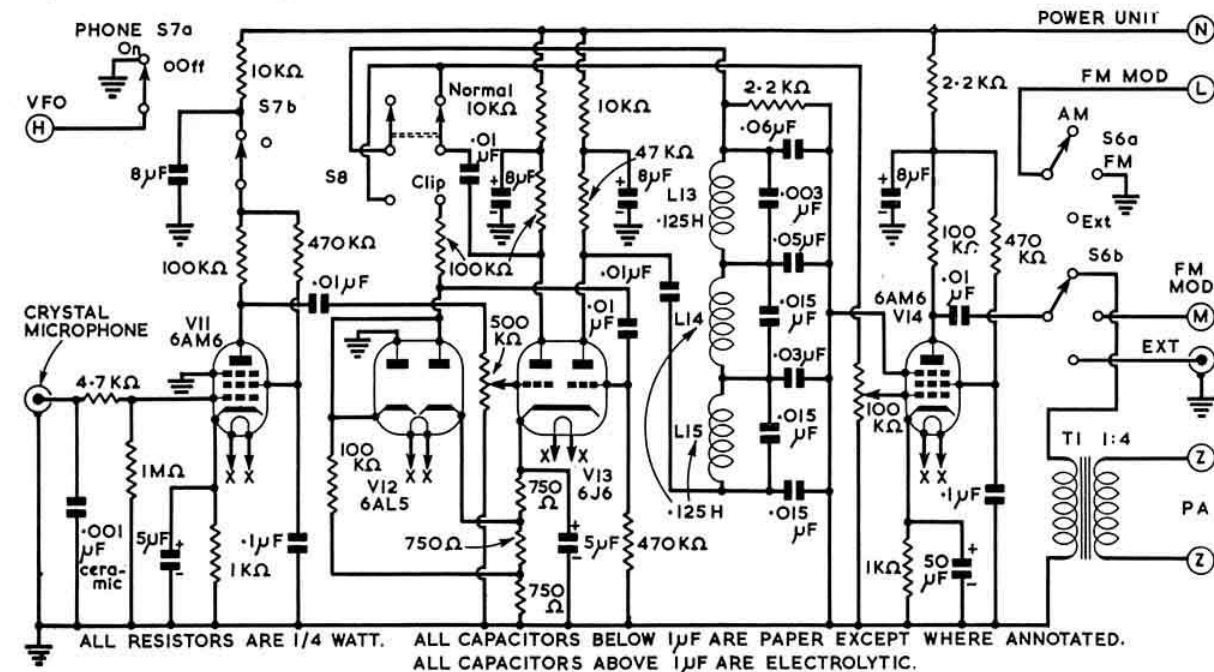 PHONE S7a
On
Off
VFO
H
10KΩ
S7b
8µF
100KΩ
470KΩ
.01µF
CRYSTAL
MICROPHONE
V11
6AM6
4·7KΩ
1MΩ
.001
µF
cera-
mic
5µF
+
-
1KΩ
.1µF
X X
Normal
10KΩ
S8
Clip
.01
µF
+
8µF
-
100KΩ
10KΩ
47KΩ
+
8µF
-
.01µF
500
KΩ
.01
µF
100
KΩ
V12
6AL5
X X
V13
6J6
X X
750
Ω
750Ω
750
Ω
+
5µF
-
470KΩ
2·2KΩ
.06µF
L13
·125H
.003
µF
.05µF
L14
.015
µF
.03µF
L15
.015
µF
·125H
.015
µF
POWER UNIT
N
2·2KΩ
FM MOD
L
AM
S6a
FM
+
8µF
-
100
KΩ
470
KΩ
Ext
.01
µF
S6b
6AM6
V14
FM
MOD
M
EXT
100
KΩ
X X
1KΩ
50
µF
+
-
.1µF
T1 1:4
Z
PA
Z
ALL RESISTORS ARE 1/4 WATT. ALL CAPACITORS BELOW 1µF ARE PAPER EXCEPT WHERE ANNOTATED.
ALL CAPACITORS ABOVE 1µF ARE ELECTROLYTIC.